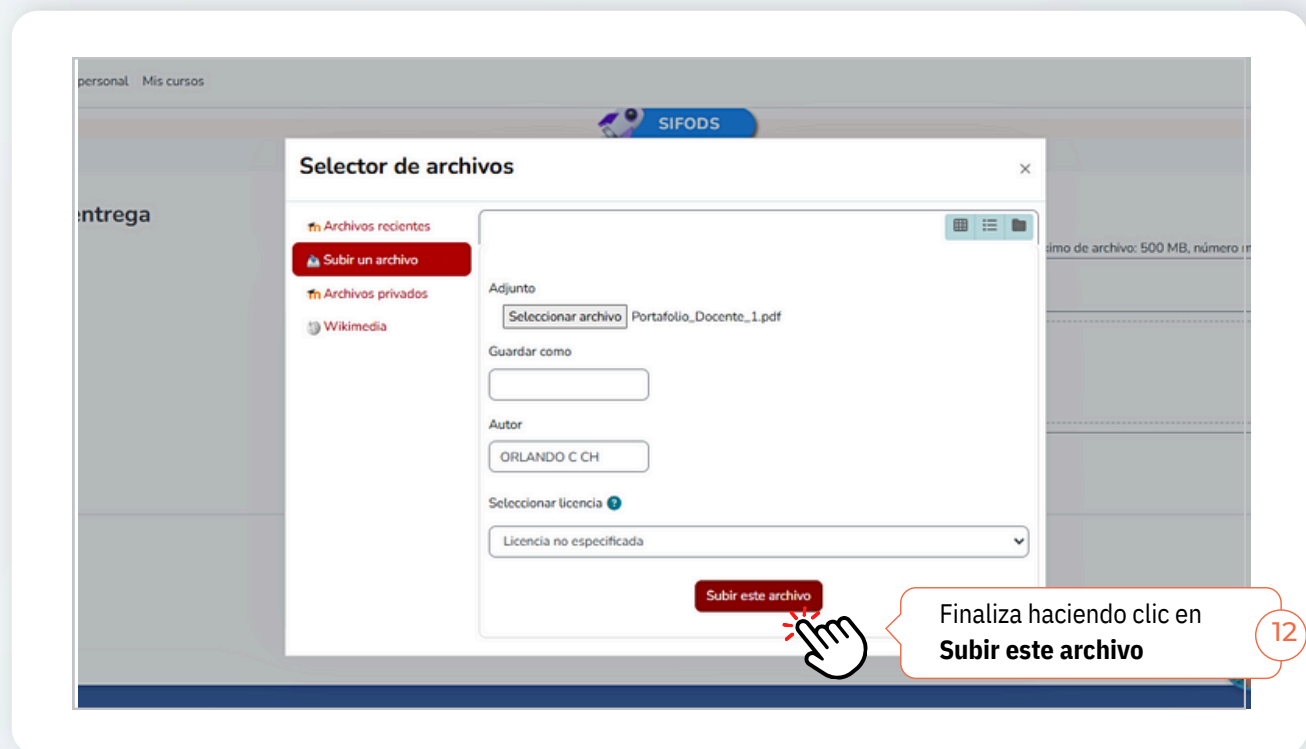 personal Mis cursos
SIFODS
Selector de archivos
×
entrega
Archivos recientes
Subir un archivo
Archivos privados
Wikimedia
imo de archivo: 500 MB, número
Adjunto
Seleccionar archivo Portafolio_Docente_1.pdf
Guardar como
Autor
ORLANDO C CH
Seleccionar licencia ?
Licencia no especificada
Subir este archivo
Finaliza haciendo clic en
Subir este archivo
12